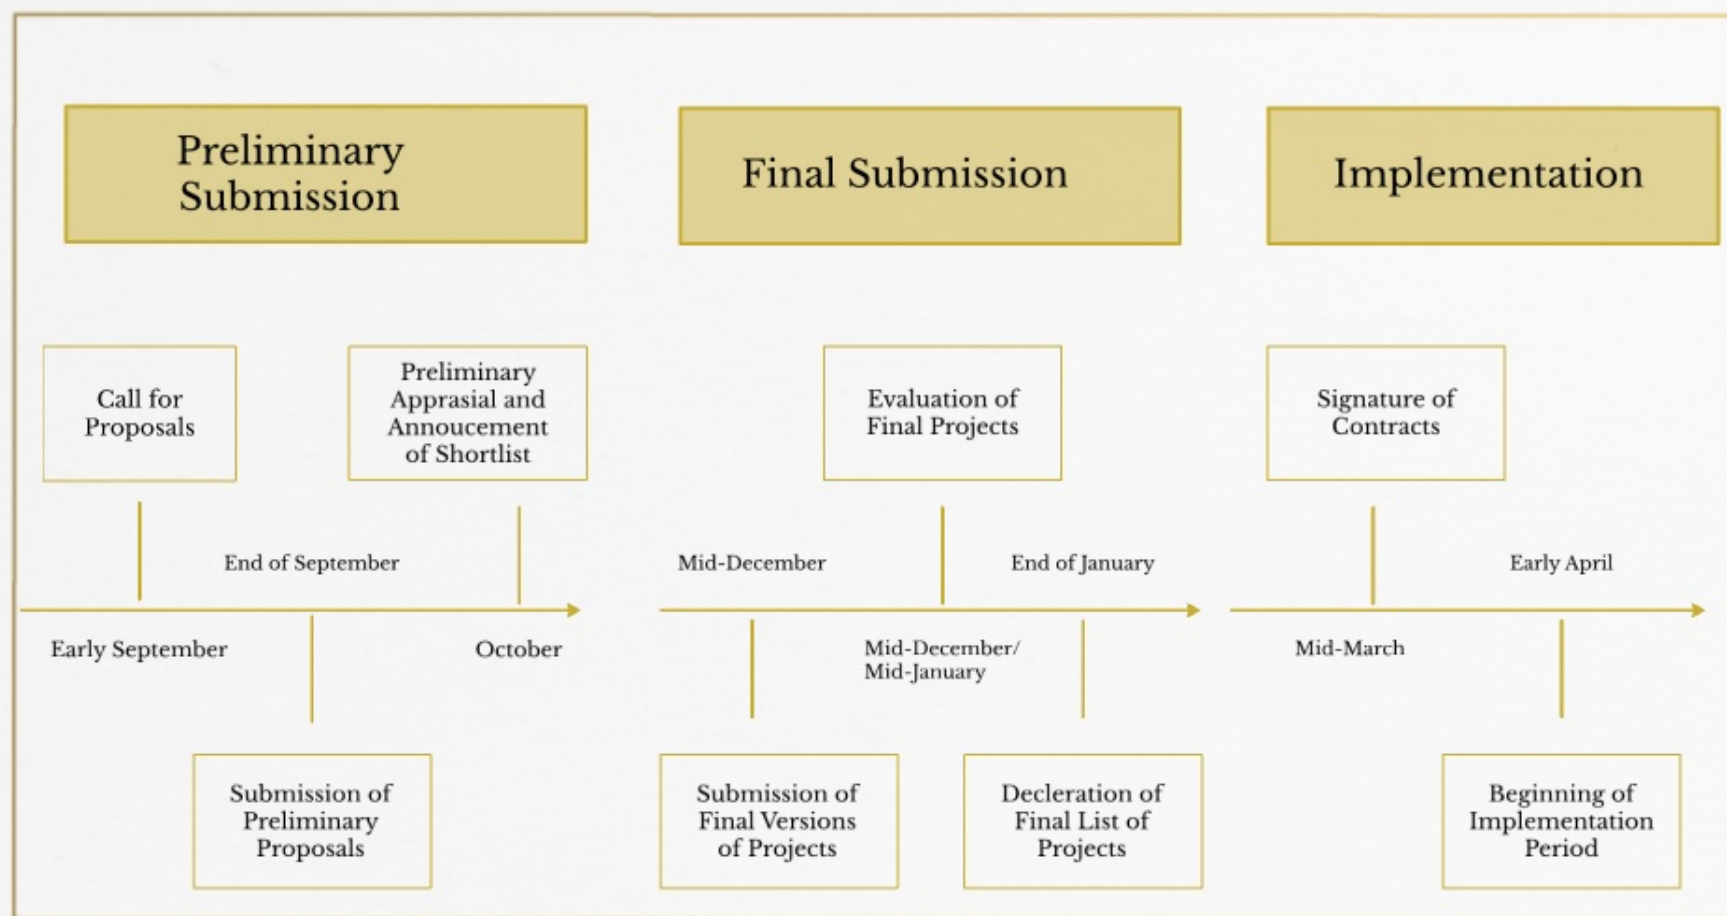 Preliminary
Submission
Final Submission
Implementation
Call for
Proposals
Preliminary
Apprasial and
Annoucement
of Shortlist
Evaluation of
Final Projects
Signature of
Contracts
End of September
Mid-December
End of January
Early April
Early September
October
Mid-December/
Mid-January
Mid-March
Submission of
Preliminary
Proposals
Submission of
Final Versions
of Projects
Decleration of
Final List of
Projects
Beginning of
Implementation
Period